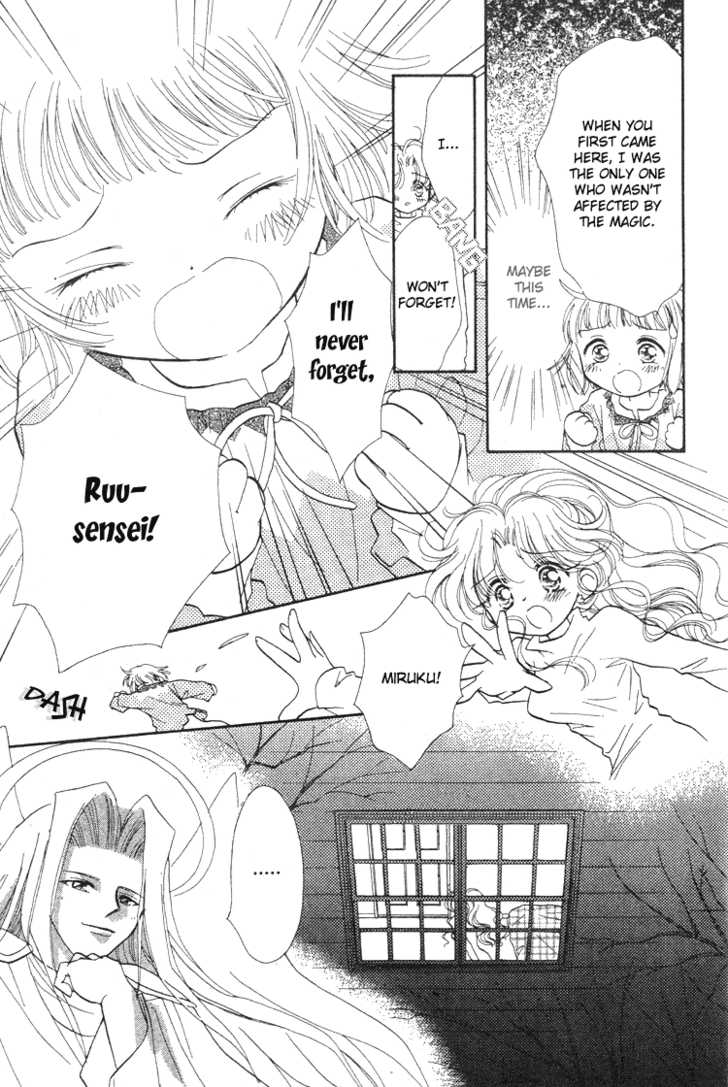 WHEN YOU
FIRST CAME
HERE, I WAS
THE ONLY ONE
WHO WASN'T
AFFECTED BY
THE MAGIC.
MAYBE
THIS
TIME...
I...
BANG
WON'T
FORGET!
I'll
never
forget,
Ruu-
sensei!
MIRUKU!
DASH
.....